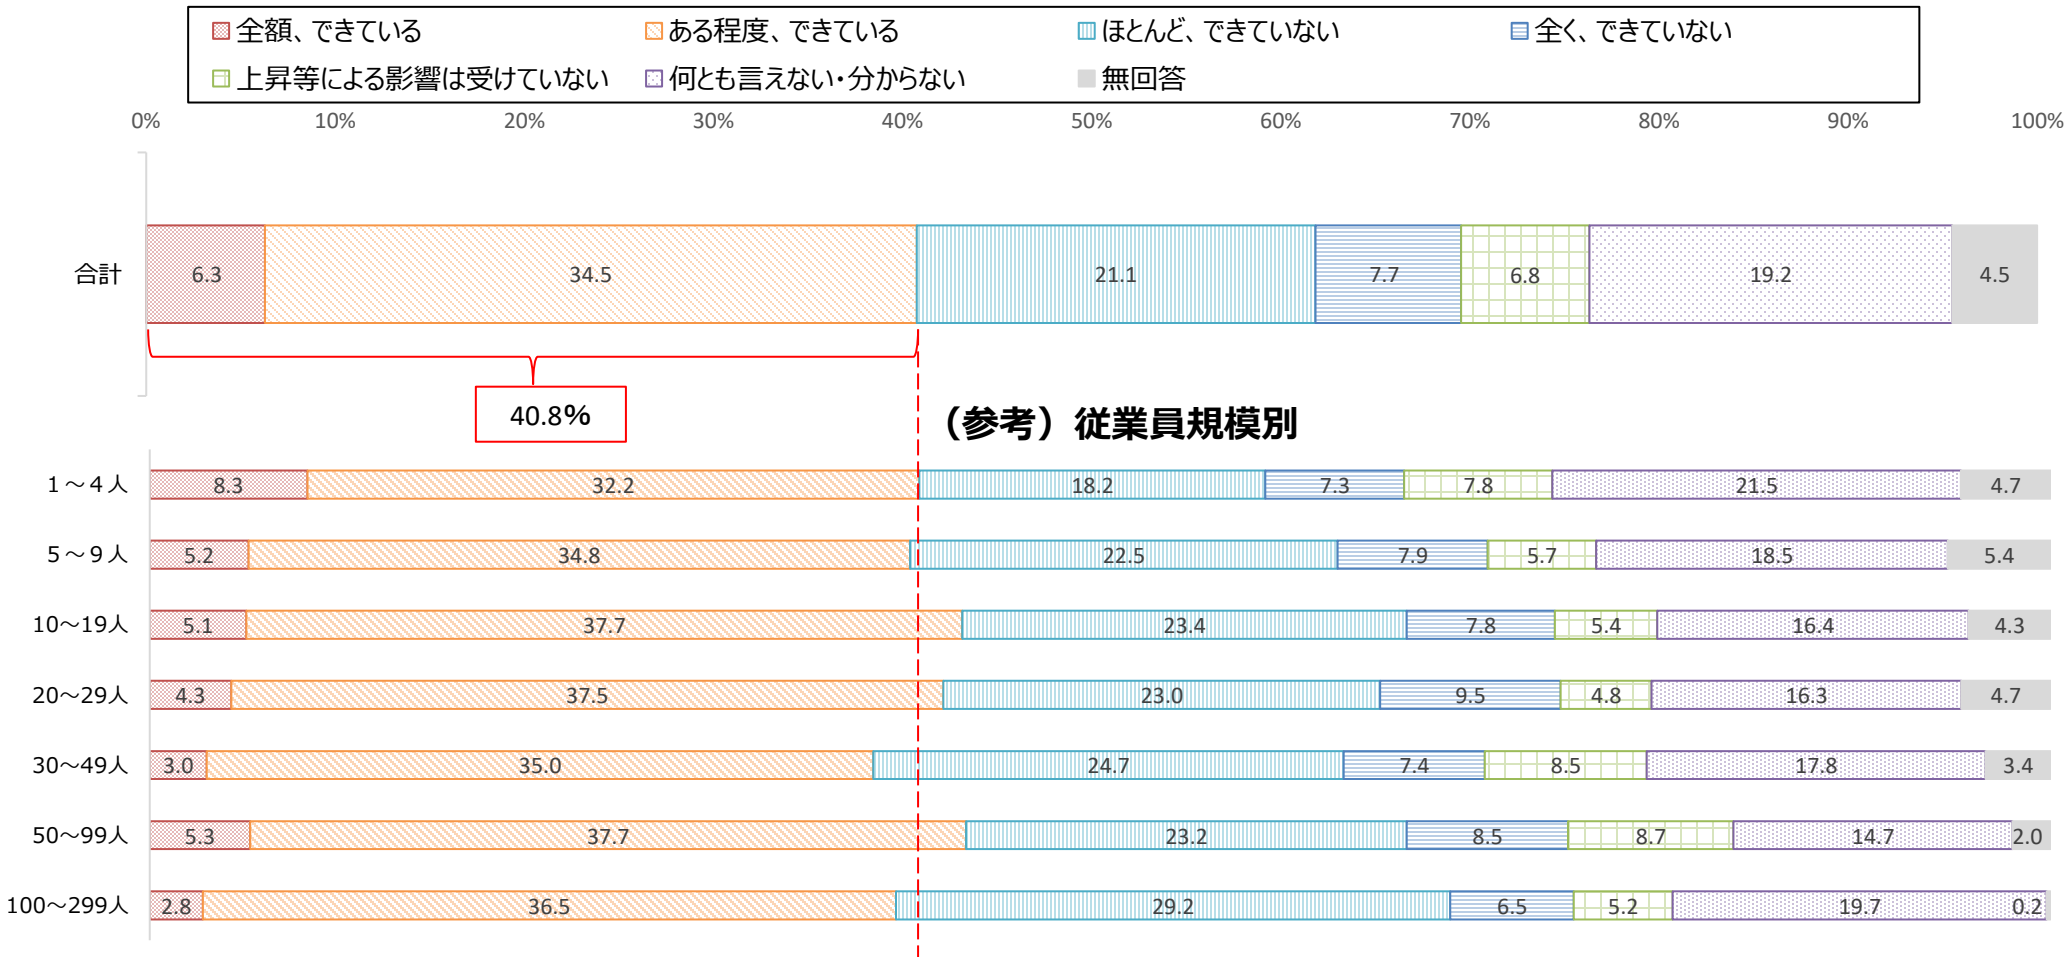 全額、できている ある程度、できている ほとんど、できていない 全く、できていない
上昇等による影響は受けていない 何とも言えない・分からない 無回答
0% 10% 20% 30% 40% 50% 60% 70% 80% 90% 100%
合計 6.3 34.5 21.1 7.7 6.8 19.2 4.5
40.8%
（参考）従業員規模別
1～4人 8.3 32.2 18.2 7.3 7.8 21.5 4.7
5～9人 5.2 34.8 22.5 7.9 5.7 18.5 5.4
10～19人 5.1 37.7 23.4 7.8 5.4 16.4 4.3
20～29人 4.3 37.5 23.0 9.5 4.8 16.3 4.7
30～49人 3.0 35.0 24.7 7.4 8.5 17.8 3.4
50～99人 5.3 37.7 23.2 8.5 8.7 14.7 2.0
100～299人 2.8 36.5 29.2 6.5 5.2 19.7 0.2